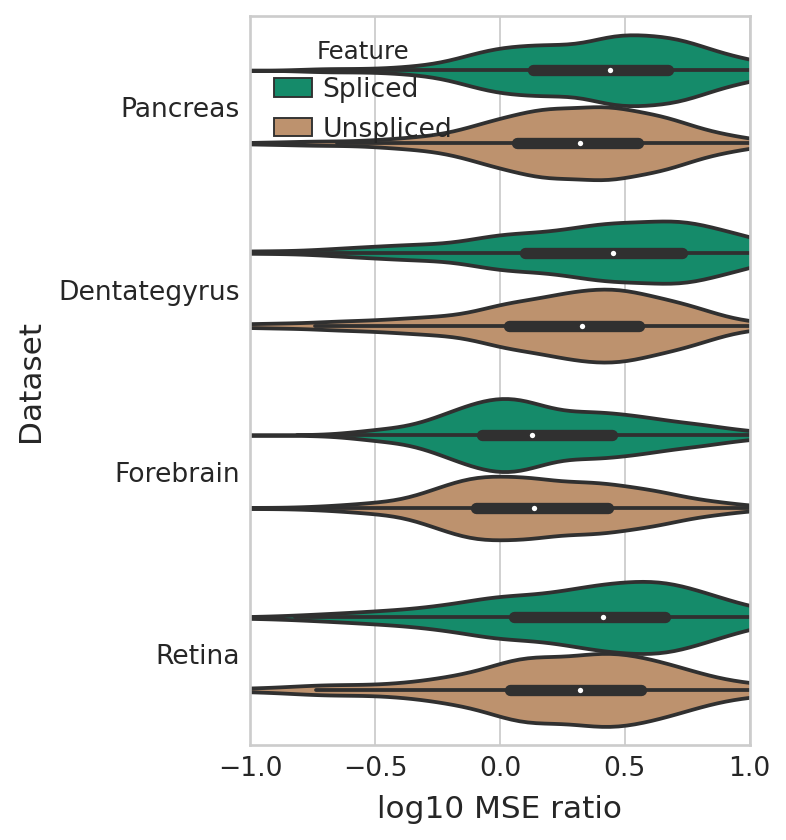 Feature
Spliced
Unspliced
Pancreas
Dentategyrus
Forebrain
Retina
Dataset
−1.0 −0.5 0.0 0.5 1.0
log10 MSE ratio